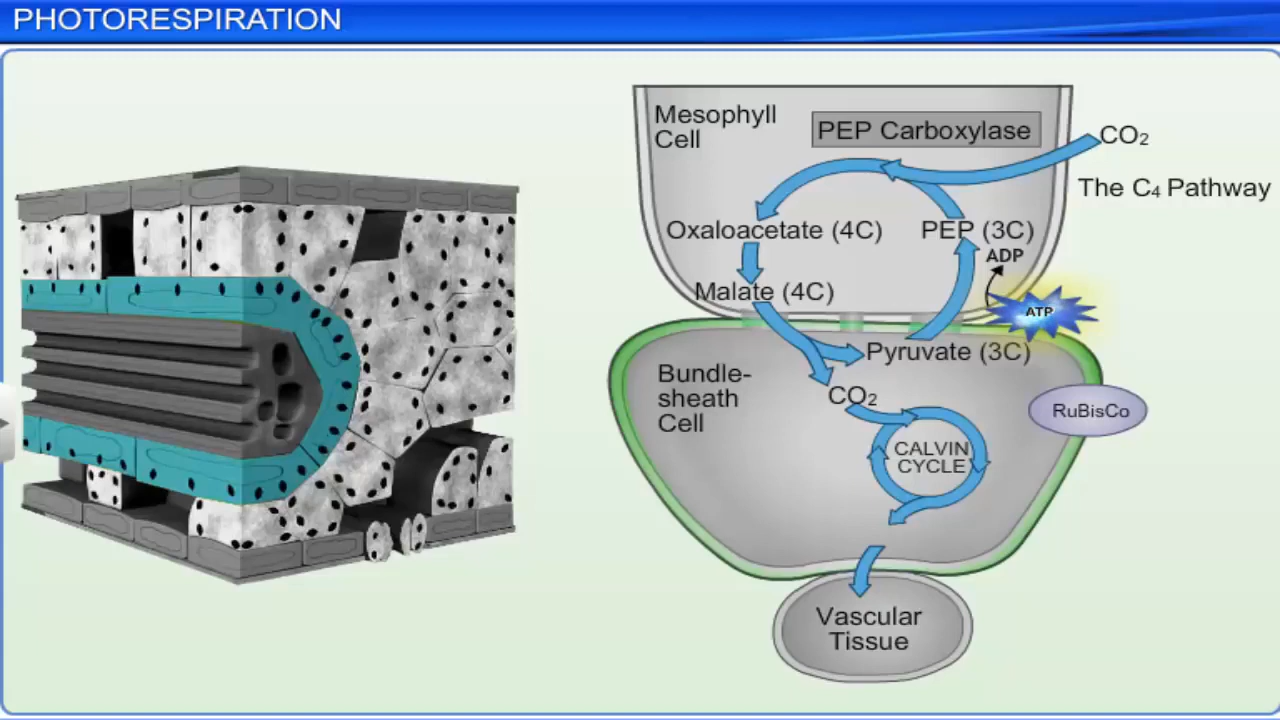 PHOTORESPIRATION
Mesophyll
Cell
PEP Carboxylase
CO₂
The C₄ Pathway
Oxaloacetate (4C)
PEP (3C)
ADP
Malate (4C)
ATP
Pyruvate (3C)
Bundle-
sheath
Cell
CO₂
RuBisCo
CALVIN
CYCLE
Vascular
Tissue